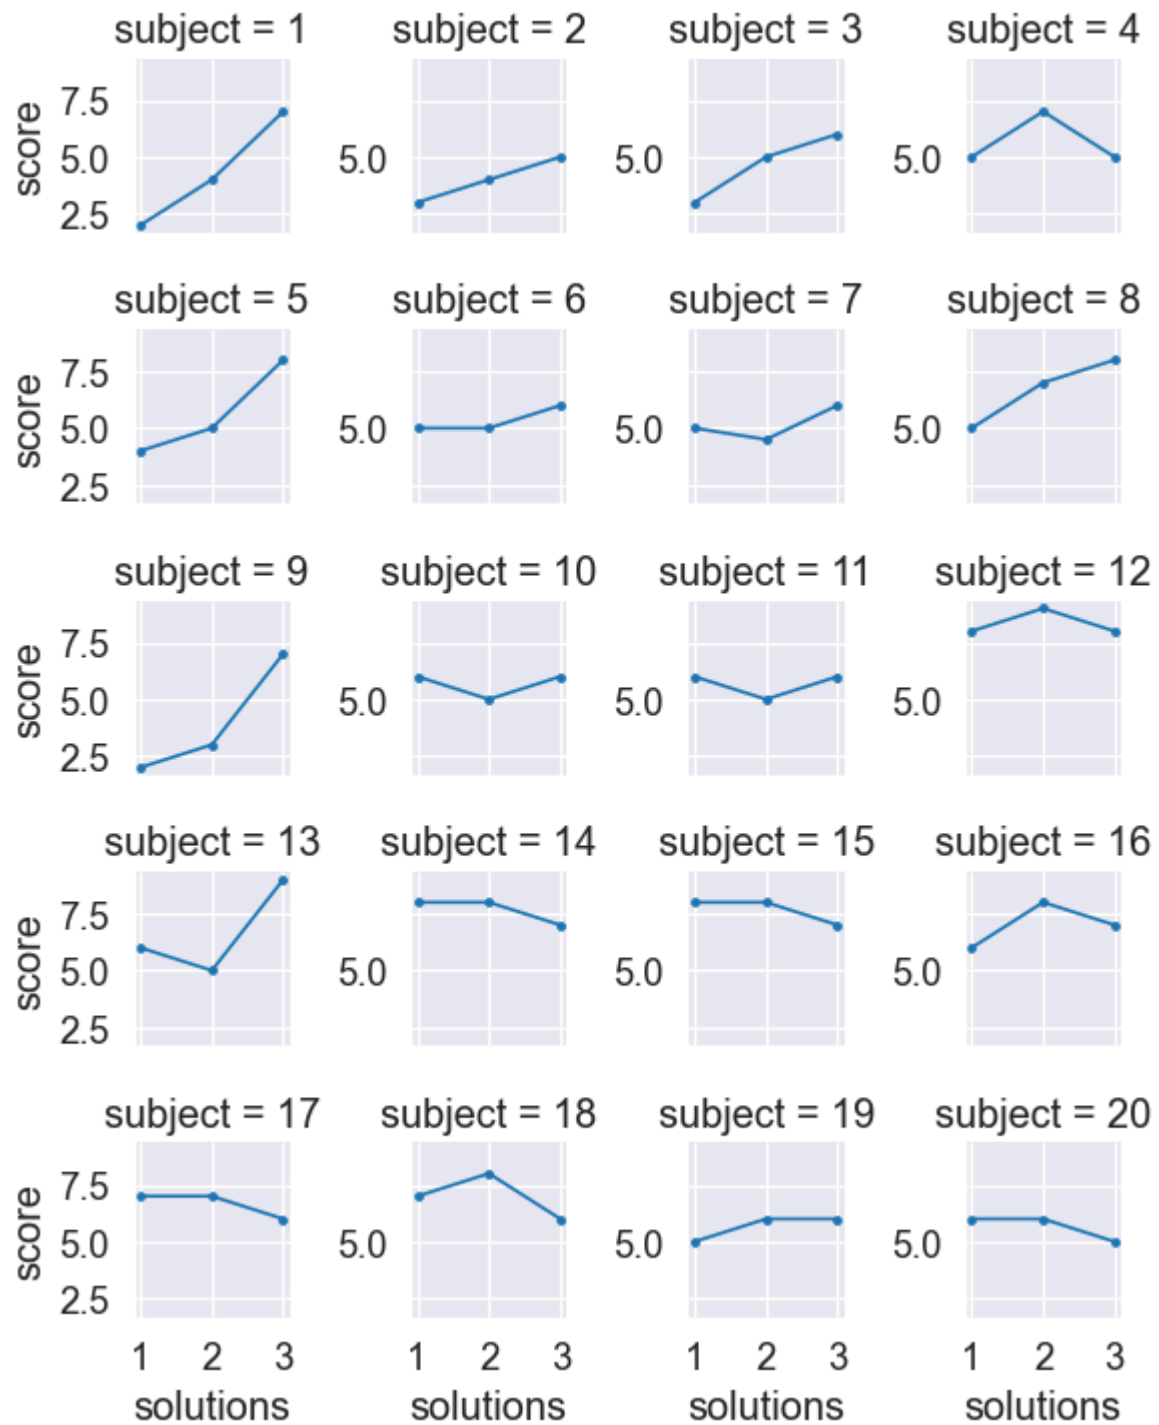 subject = 1 subject = 2 subject = 3 subject = 4
score
7.5
5.0 5.0 5.0 5.0
2.5
subject = 5 subject = 6 subject = 7 subject = 8
score
7.5
5.0 5.0 5.0 5.0
2.5
subject = 9 subject = 10 subject = 11 subject = 12
score
7.5
5.0 5.0 5.0 5.0
2.5
subject = 13 subject = 14 subject = 15 subject = 16
score
7.5
5.0 5.0 5.0 5.0
2.5
subject = 17 subject = 18 subject = 19 subject = 20
score
7.5
5.0 5.0 5.0 5.0
2.5
1 2 3 1 2 3 1 2 3 1 2 3
solutions solutions solutions solutions